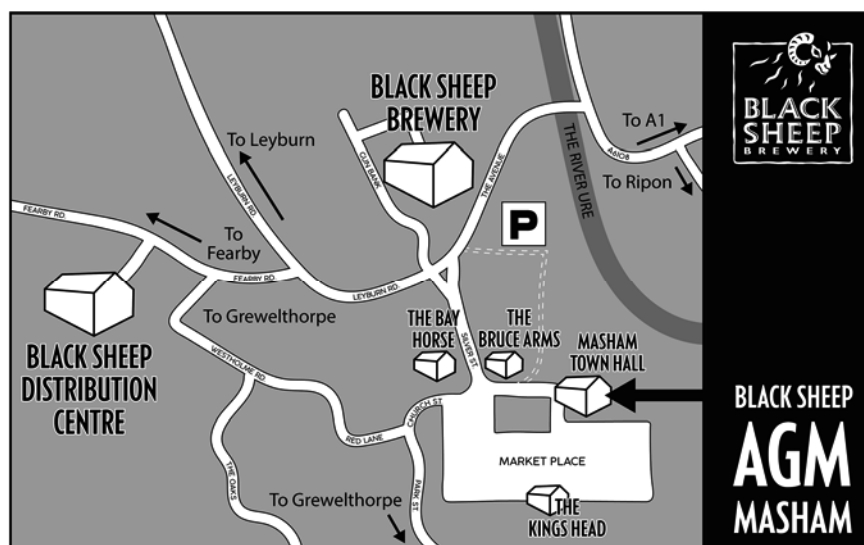 BLACK SHEEP
BREWERY
To Leyburn
LEYBURN RD.
GUN BANK
THE AVENUE
THE RIVER URE
To A1
A6108
To Ripon
FEARBY RD.
To
Fearby
FEARBY RD.
P
LEYBURN RD.
BLACK SHEEP
DISTRIBUTION
CENTRE
To Grewelthorpe
WESTHOLME RD
THE BAY
HORSE
SILVER ST.
THE
BRUCE ARMS
MASHAM
TOWN HALL
CHURCH ST.
RED LANE
THE OAKS
PARK ST.
To Grewelthorpe
MARKET PLACE
THE
KINGS HEAD
BLACK
SHEEP
BREWERY
BLACK SHEEP
AGM
MASHAM